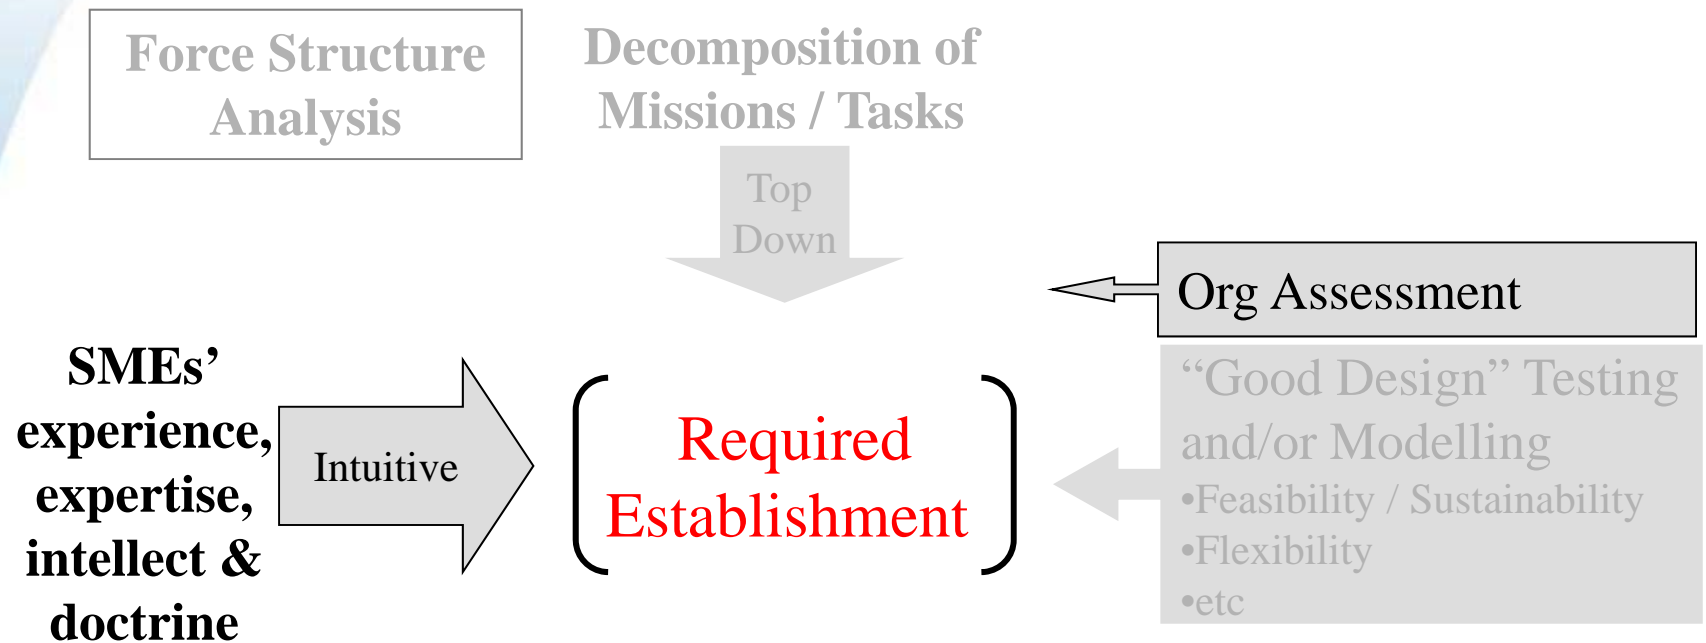 Force Structure
Analysis
Decomposition of
Missions / Tasks
Top
Down
Org Assessment
SMEs’
experience,
expertise,
intellect &
doctrine
Intuitive
Required
Establishment
“Good Design” Testing
and/or Modelling
•Feasibility / Sustainability
•Flexibility
•etc